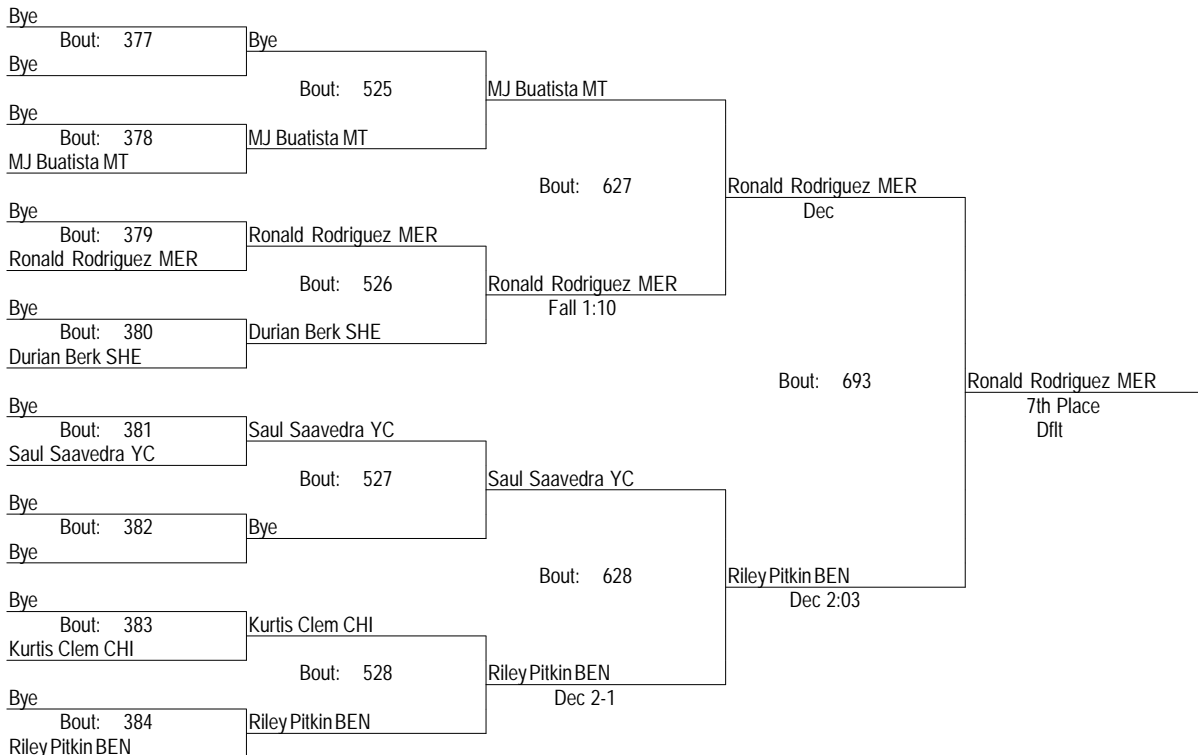 Bye
Bout: 377
Bye
Bye
Bout: 525
MJ Buatista MT
Bye
Bout: 378
MJ Buatista MT
MJ Buatista MT
Bout: 627
Ronald Rodriguez MER
Dec
Bye
Bout: 379
Ronald Rodriguez MER
Ronald Rodriguez MER
Bout: 526
Ronald Rodriguez MER
Fall 1:10
Bye
Bout: 380
Durian Berk SHE
Durian Berk SHE
Bout: 693
Ronald Rodriguez MER
7th Place
Dflt
Bye
Bout: 381
Saul Saavedra YC
Saul Saavedra YC
Bout: 527
Saul Saavedra YC
Bye
Bout: 382
Bye
Bye
Bout: 628
Riley Pitkin BEN
Dec 2:03
Bye
Bout: 383
Kurtis Clem CHI
Kurtis Clem CHI
Bout: 528
Riley Pitkin BEN
Dec 2-1
Bye
Bout: 384
Riley Pitkin BEN
Riley Pitkin BEN